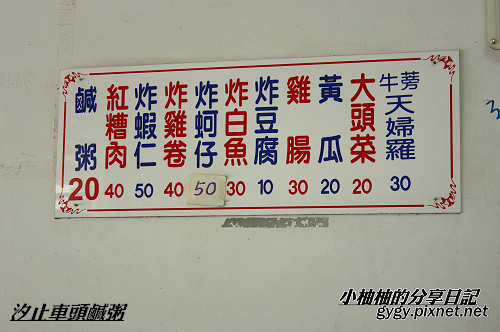 牛蒡天婦羅 30
大頭菜 20
黃瓜 20
雞腸 30
炸豆腐 10
炸白魚 30
炸蚵仔 50
炸雞卷 40
炸蝦仁 50
紅糟肉 40
鹹粥 20
3
汐止車頭鹹粥
小柚柚的分享日記
gygy.pixnet.net